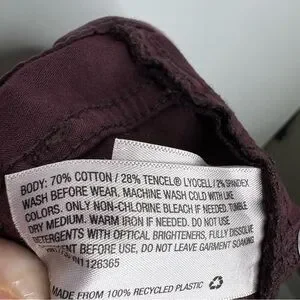 BODY: 70% COTTON / 28% TENCEL® LYOCELL / 2% SPANDEX
WASH BEFORE WEAR. MACHINE WASH COLD WITH LIKE
COLORS. ONLY NON-CHLORINE BLEACH IF NEEDED. TUMBLE
DRY MEDIUM. WARM IRON IF NEEDED. DO NOT USE
DETERGENTS WITH OPTICAL BRIGHTENERS, FULLY DISSOLVE
BEFORE USE. DO NOT LEAVE GARMENT SOAKING
1126365
MADE FROM 100% RECYCLED PLASTIC